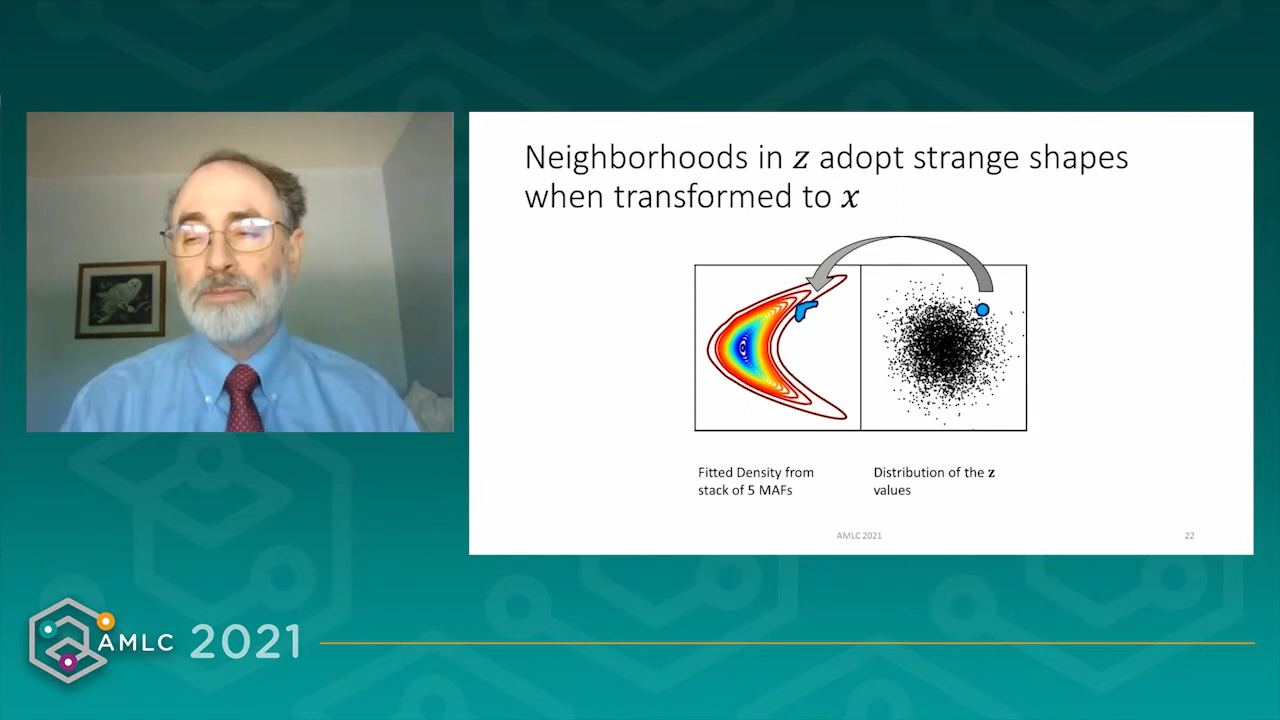 Neighborhoods in z adopt strange shapes
when transformed to x
Fitted Density from
stack of 5 MAFs
Distribution of the z
values
AMLC 2021
22
AMLC 2021